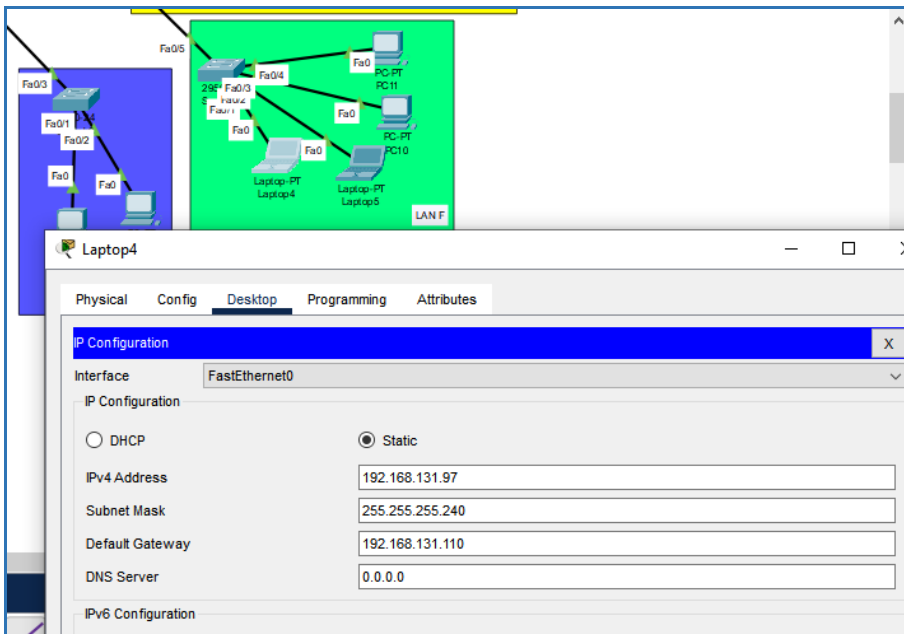 Fa0/5
Fa0/3
Fa0/1
Fa0/2
Fa0
Fa0
Fa0/4
Fa0/3
Fa0/2
Fa0/1
Fa0
Fa0
Fa0
Fa0
PC-PT
PC11
PC-PT
PC10
Laptop-PT
Laptop4
Laptop-PT
Laptop5
LAN F
Laptop4
Physical Config Desktop Programming Attributes
IP Configuration
X
Interface FastEthernet0
IP Configuration
DHCP Static
IPv4 Address 192.168.131.97
Subnet Mask 255.255.255.240
Default Gateway 192.168.131.110
DNS Server 0.0.0.0
IPv6 Configuration